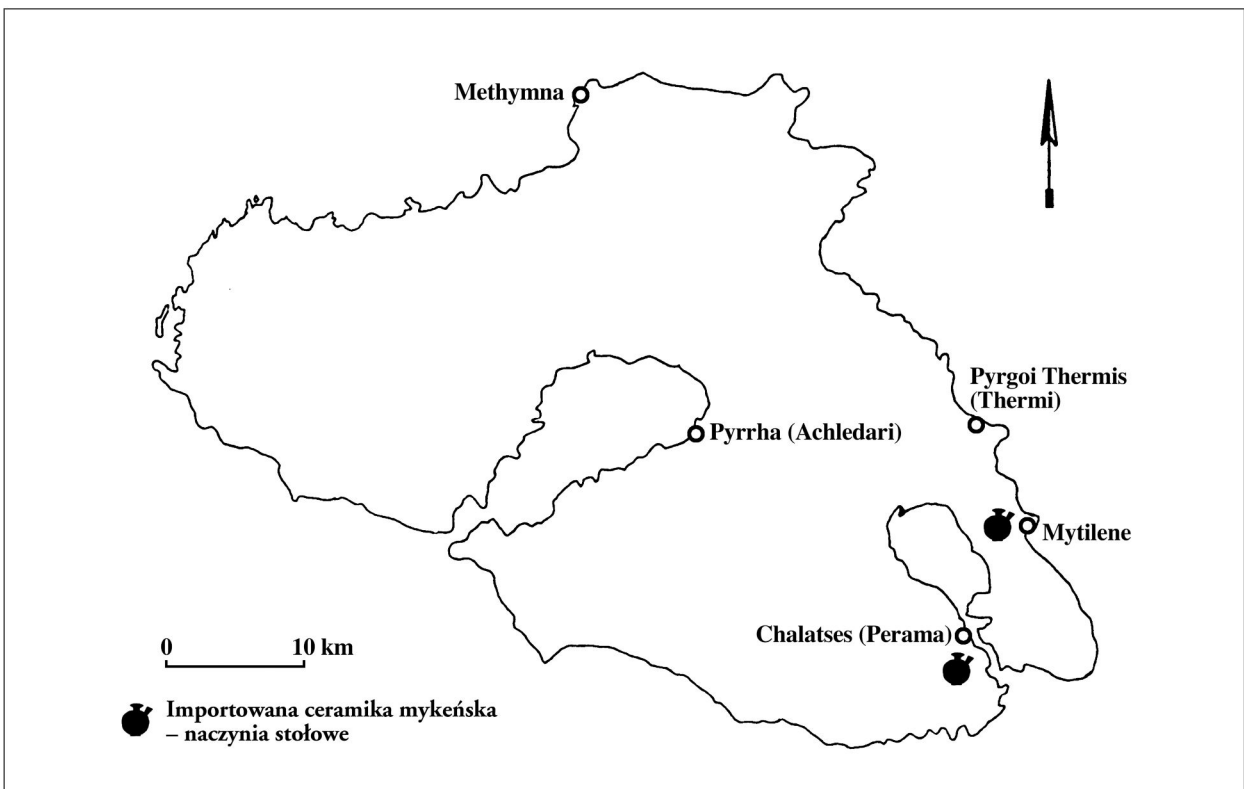 Methymna
Pyrgoi Thermis
(Thermi)
Pyrrha (Achledari)
Mytilene
Chalatses (Perama)
0 10 km
Importowana ceramika mykeńska
– naczynia stołowe